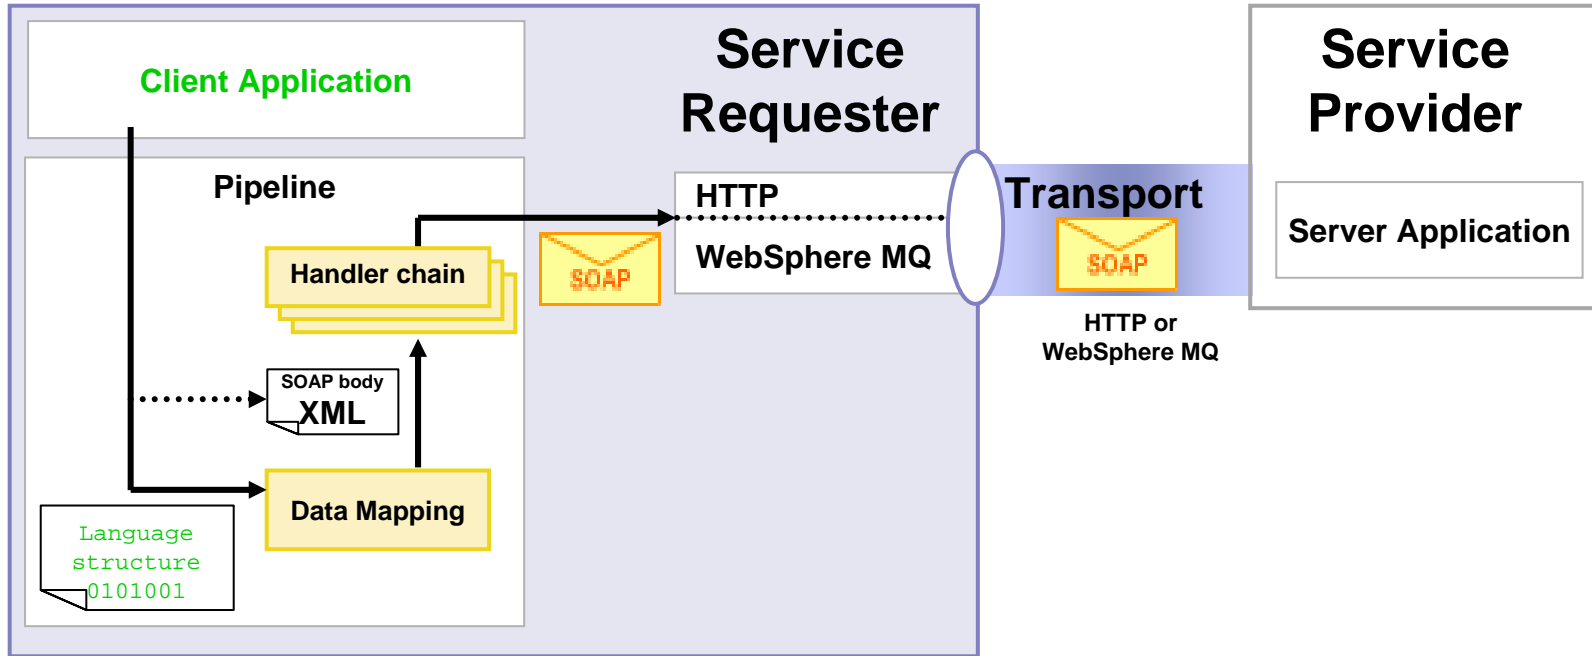 Client Application
Service
Requester
Service
Provider
Pipeline
HTTP
WebSphere MQ
Transport
Server Application
Handler chain
SOAP
SOAP
HTTP or
WebSphere MQ
SOAP body
XML
Data Mapping
Language
structure
0101001